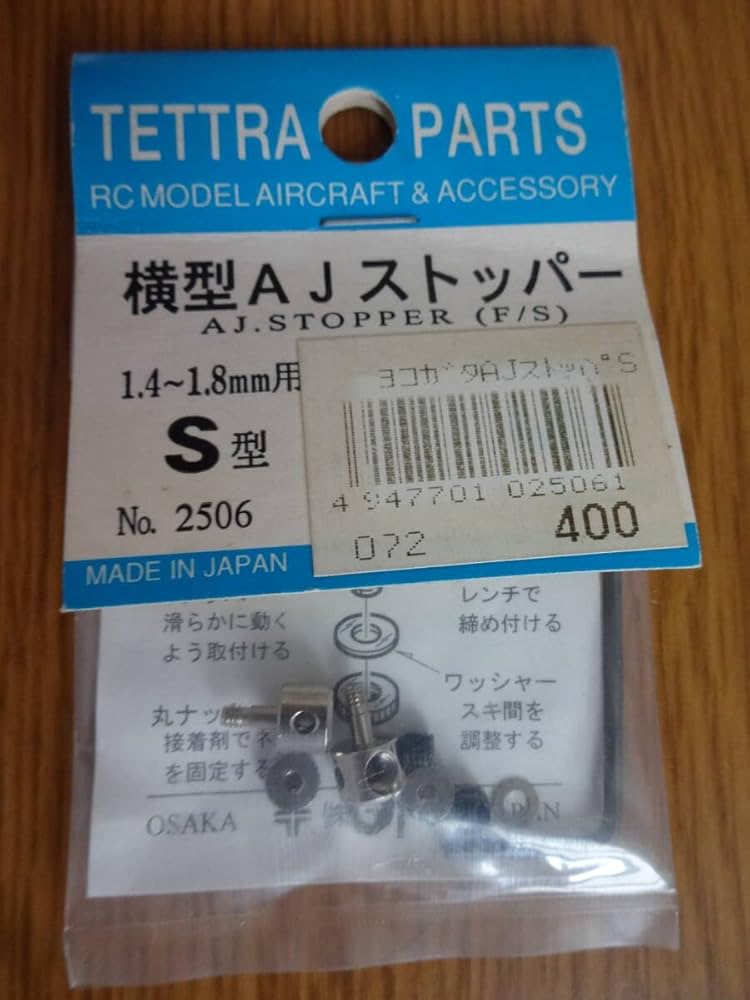 TETTRA PARTS
RC MODEL AIRCRAFT & ACCESSORY
横型AJストッパー
AJ.STOPPER (F/S)
1.4~1.8mm用
S型
No. 2506
MADE IN JAPAN
ヨコガタAJストッパS
4 947701 025061
400
072
滑らかに動く
よう取付ける
レンチで
締め付ける
ワッシャー
スキ間を
調整する
丸ナッ
接着剤でネ
を固定する
OSAKA